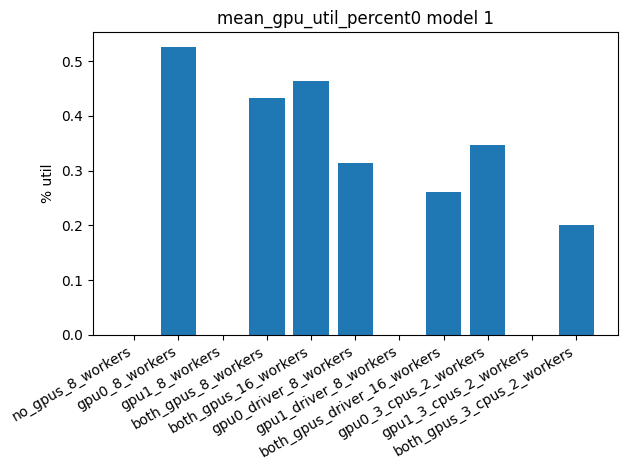 mean_gpu_util_percent0 model 1
% util
0.5
0.4
0.3
0.2
0.1
0.0
no_gpus_8_workers
gpu0_8_workers
gpu1_8_workers
both_gpus_8_workers
both_gpus_16_workers
gpu0_driver_8_workers
gpu1_driver_8_workers
both_gpus_driver_16_workers
gpu0_3_cpus_2_workers
gpu1_3_cpus_2_workers
both_gpus_3_cpus_2_workers